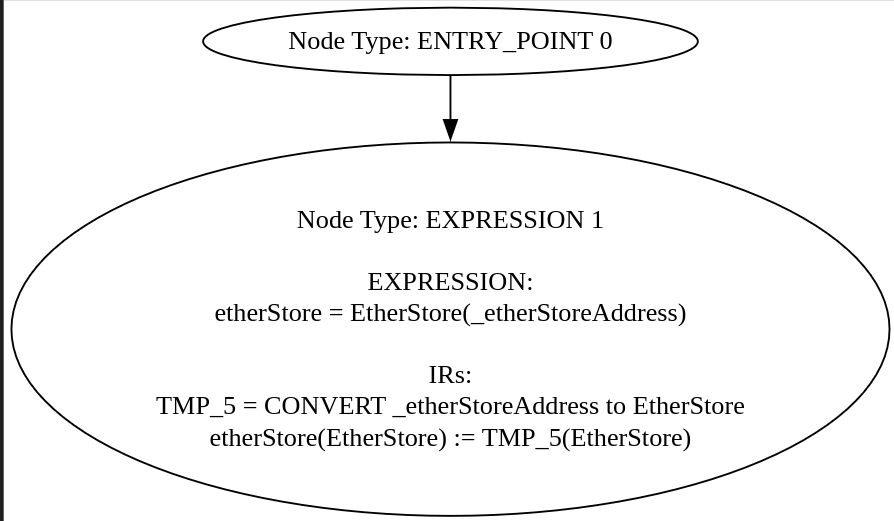 Node Type: ENTRY_POINT 0
Node Type: EXPRESSION 1
EXPRESSION:
etherStore = EtherStore(_etherStoreAddress)
IRs:
TMP_5 = CONVERT _etherStoreAddress to EtherStore
etherStore(EtherStore) := TMP_5(EtherStore)